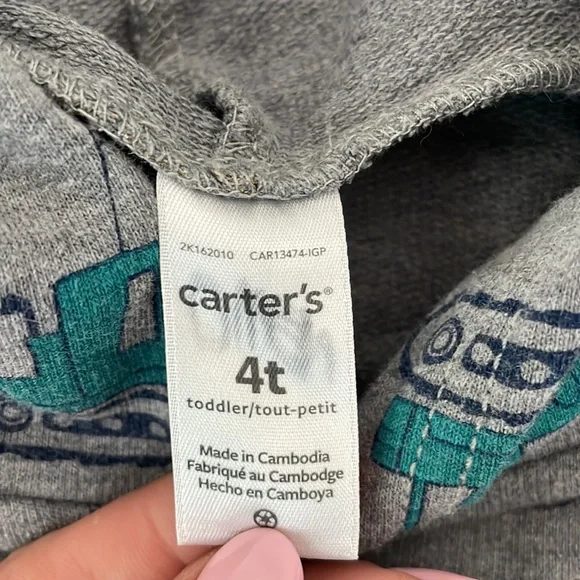 2K162010 CAR13474-IGP
carter's®
4t
toddler/tout-petit
Made in Cambodia
Fabriqué au Cambodge
Hecho en Camboya